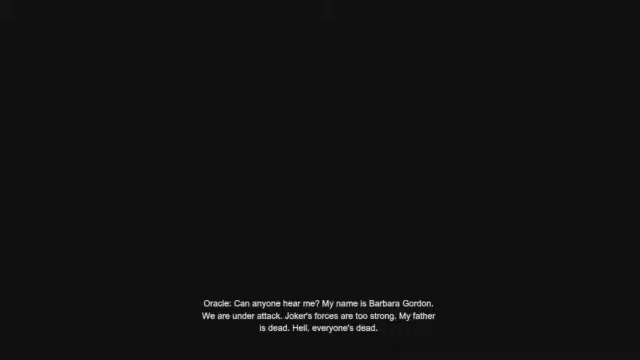 Oracle: Can anyone hear me? My name is Barbara Gordon.
We are under attack. Joker's forces are too strong. My father
is dead. Hell, everyone's dead.